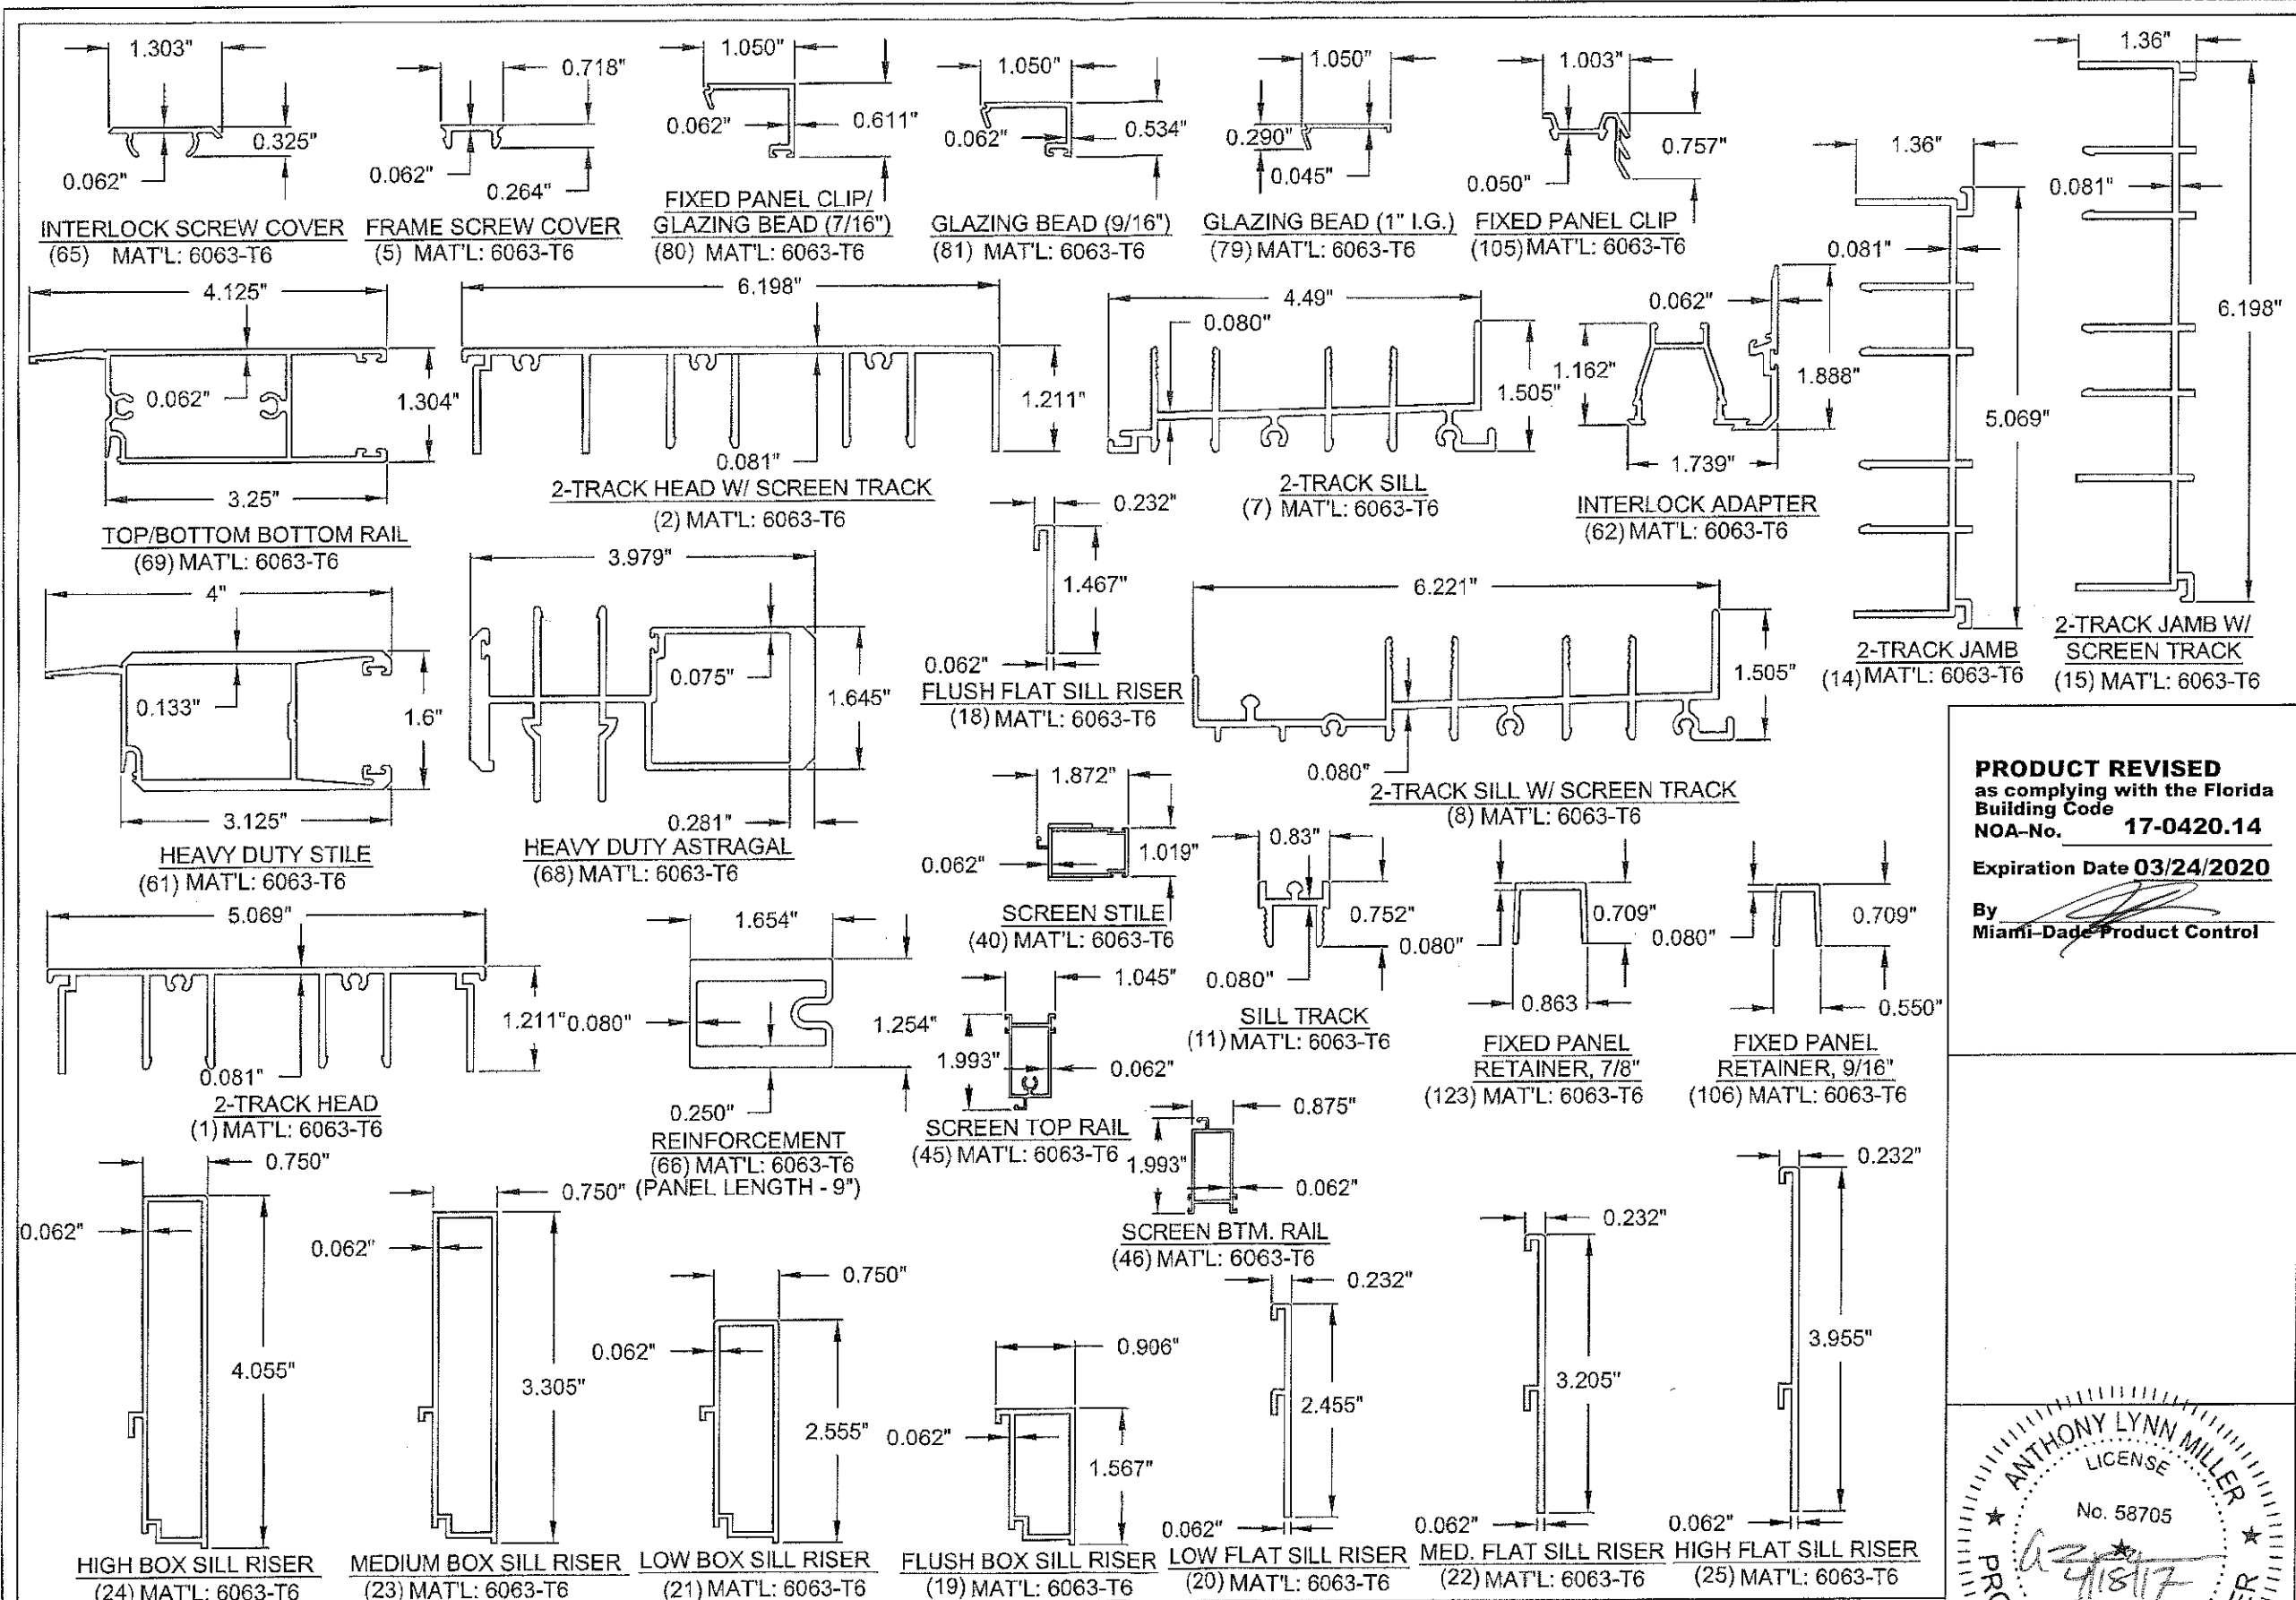 1.303"
0.325"
0.062"
INTERLOCK SCREW COVER
(65) MAT'L: 6063-T6
0.718"
0.062"
0.264"
FRAME SCREW COVER
(5) MAT'L: 6063-T6
1.050"
0.062"
0.611"
FIXED PANEL CLIP/
GLAZING BEAD (7/16")
(80) MAT'L: 6063-T6
1.050"
0.062"
0.534"
GLAZING BEAD (9/16")
(81) MAT'L: 6063-T6
1.050"
0.290"
0.045"
GLAZING BEAD (1" I.G.)
(79) MAT'L: 6063-T6
1.003"
0.757"
0.050"
FIXED PANEL CLIP
(105) MAT'L: 6063-T6
4.125"
0.062"
1.304"
3.25"
TOP/BOTTOM BOTTOM RAIL
(69) MAT'L: 6063-T6
6.198"
1.211"
0.081"
2-TRACK HEAD W/ SCREEN TRACK
(2) MAT'L: 6063-T6
4.49"
0.080"
1.505"
2-TRACK SILL
(7) MAT'L: 6063-T6
0.062"
1.162"
1.888"
1.739"
INTERLOCK ADAPTER
(62) MAT'L: 6063-T6
1.36"
0.081"
5.069"
2-TRACK JAMB
(14) MAT'L: 6063-T6
1.36"
0.081"
6.198"
2-TRACK JAMB W/
SCREEN TRACK
(15) MAT'L: 6063-T6
4"
0.133"
1.6"
3.125"
HEAVY DUTY STILE
(61) MAT'L: 6063-T6
3.979"
0.075"
1.645"
0.281"
HEAVY DUTY ASTRAGAL
(68) MAT'L: 6063-T6
0.232"
1.467"
0.062"
FLUSH FLAT SILL RISER
(18) MAT'L: 6063-T6
6.221"
1.505"
0.080"
2-TRACK SILL W/ SCREEN TRACK
(8) MAT'L: 6063-T6
1.872"
0.062"
1.019"
SCREEN STILE
(40) MAT'L: 6063-T6
0.83"
0.752"
0.080"
SILL TRACK
(11) MAT'L: 6063-T6
0.709"
0.080"
0.863
FIXED PANEL
RETAINER, 7/8"
(123) MAT'L: 6063-T6
0.709"
0.080"
0.550"
FIXED PANEL
RETAINER, 9/16"
(106) MAT'L: 6063-T6
PRODUCT REVISED
as complying with the Florida
Building Code
NOA-No. 17-0420.14
Expiration Date 03/24/2020
By
Miami-Dade Product Control
5.069"
1.211"
0.081"
2-TRACK HEAD
(1) MAT'L: 6063-T6
1.654"
0.080"
1.254"
0.250"
REINFORCEMENT
(66) MAT'L: 6063-T6
(PANEL LENGTH - 9")
1.045"
1.993"
0.062"
SCREEN TOP RAIL
(45) MAT'L: 6063-T6
0.875"
1.993"
0.062"
SCREEN BTM. RAIL
(46) MAT'L: 6063-T6
0.750"
0.062"
4.055"
HIGH BOX SILL RISER
(24) MAT'L: 6063-T6
0.750"
0.062"
3.305"
MEDIUM BOX SILL RISER
(23) MAT'L: 6063-T6
0.750"
0.062"
2.555"
LOW BOX SILL RISER
(21) MAT'L: 6063-T6
0.906"
0.062"
1.567"
FLUSH BOX SILL RISER
(19) MAT'L: 6063-T6
0.232"
2.455"
0.062"
LOW FLAT SILL RISER
(20) MAT'L: 6063-T6
0.232"
3.205"
0.062"
MED. FLAT SILL RISER
(22) MAT'L: 6063-T6
0.232"
3.955"
0.062"
HIGH FLAT SILL RISER
(25) MAT'L: 6063-T6
ANTHONY LYNN MILLER
LICENSE
No. 58705
4/18/17